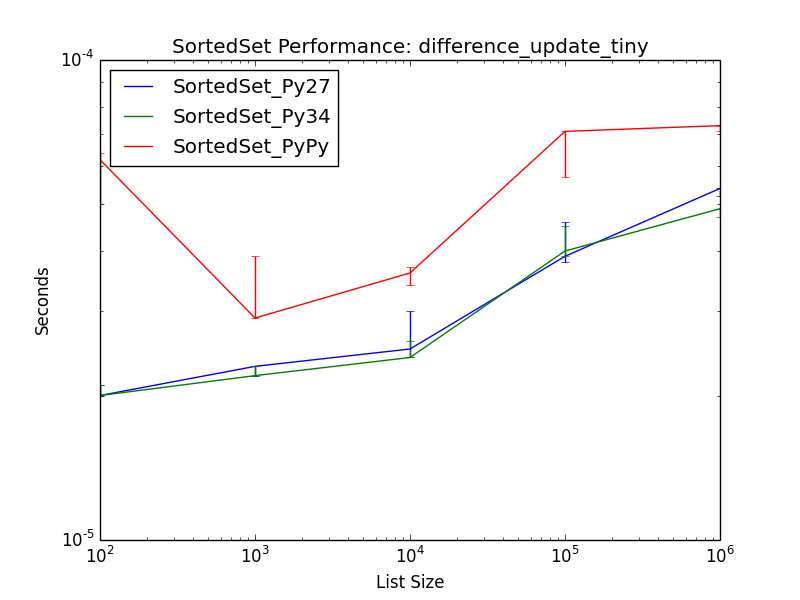 SortedSet Performance: difference_update_tiny
10^-4
SortedSet_Py27
SortedSet_Py34
SortedSet_PyPy
Seconds
10^-5
10^2 10^3 10^4 10^5 10^6
List Size